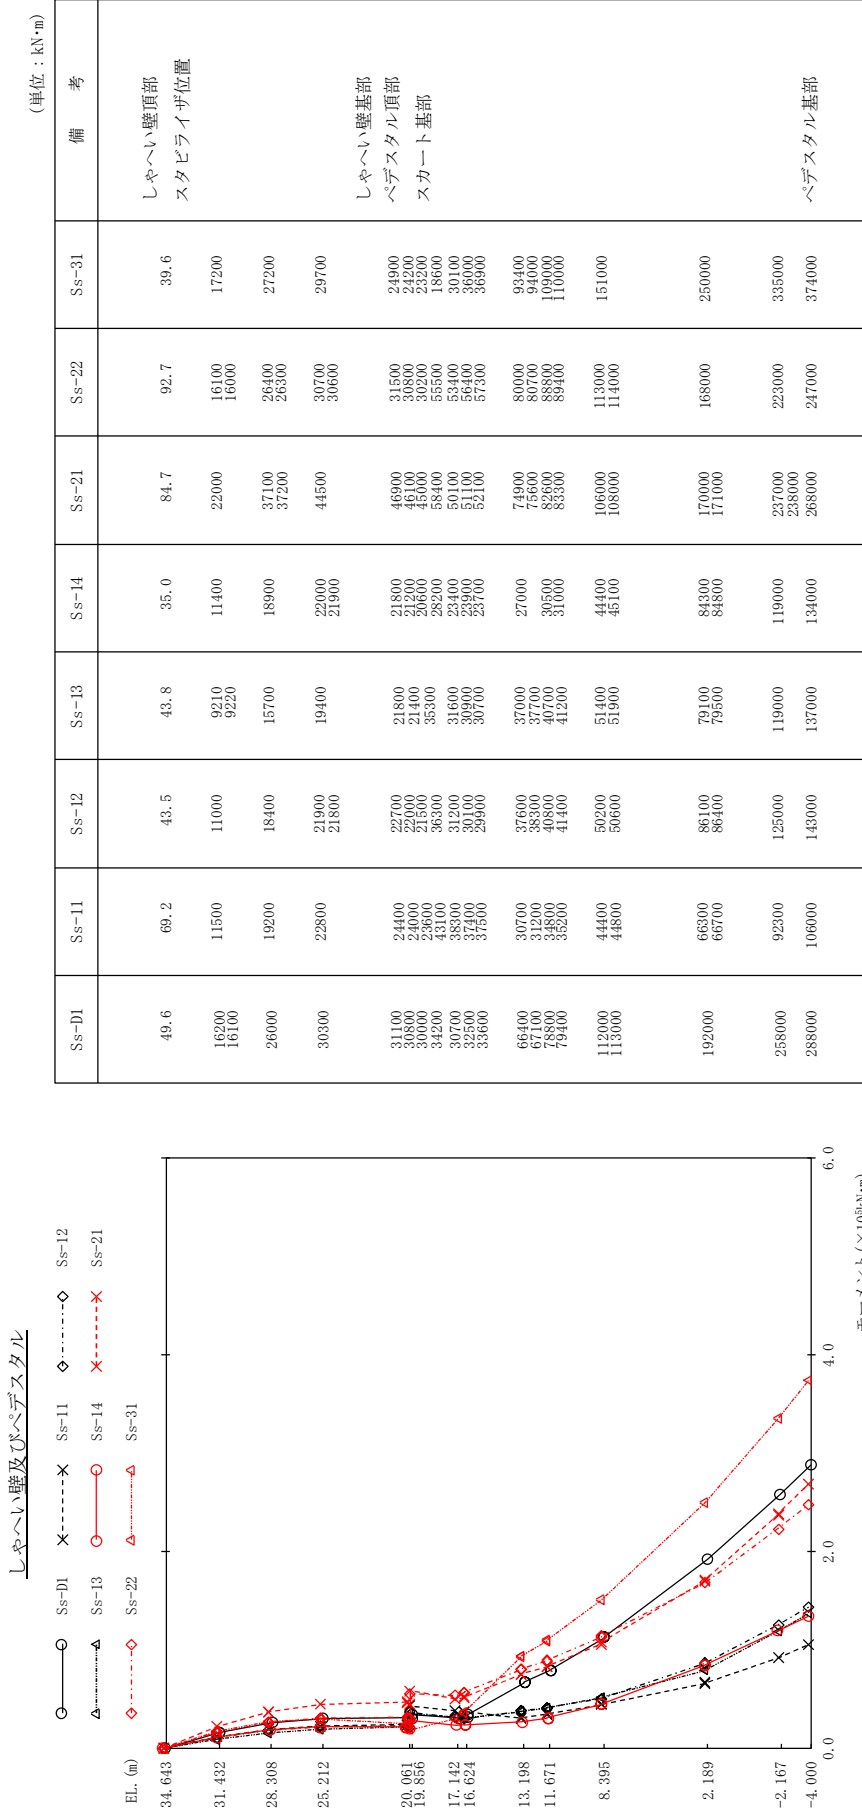 しゃへい壁及びペデスタル
Ss-D1 Ss-11 Ss-12
Ss-13 Ss-14 Ss-21
Ss-22 Ss-31
EL.(m)
34.643
31.432
28.308
25.212
20.061
19.856
17.142
16.624
13.198
11.671
8.395
2.189
-2.167
-4.000
0.0 2.0 4.0 6.0
モーメント(×10⁵kN・m)
(単位：kN・m)
Ss-D1 Ss-11 Ss-12 Ss-13 Ss-14 Ss-21 Ss-22 Ss-31 備 考
49.6 69.2 43.5 43.8 35.0 84.7 92.7 39.6 しゃへい壁頂部
スタビライザ位置
16200 11500 11000 9210 11400 22000 16100 17200
16100 9220 16000
26000 19200 18400 15700 18900 37100 26400 27200
37200 26300
30300 22800 21900 19400 22000 44500 30700 29700
21800 21900 30600
しゃへい壁基部
31100 24400 22700 21800 21800 46900 31500 24900 ペデスタル頂部
30800 24000 22000 21400 21200 46100 30800 24200
30000 23600 21500 35300 20600 45000 30200 23200 スカート基部
34200 43100 36300 28200 58400 55500 18600
30700 38300 31200 31600 23400 50100 53400 30100
32500 37400 30100 30900 23900 51100 56400 36000
33600 37500 29900 30700 23700 52100 57300 36900
66400 30700 37600 37000 27000 74900 80000 93400
67100 31200 38300 37700 75600 80700 94000
78800 34800 40800 40700 30500 82600 88800 109000
79400 35200 41400 41200 31000 83300 89400 110000
112000 44400 50200 51400 44400 106000 113000 151000
113000 44800 50600 51900 45100 108000 114000
192000 66300 86100 79100 84300 170000 168000 250000
66700 86400 79500 84800 171000
258000 92300 125000 119000 119000 237000 223000 335000
238000
288000 106000 143000 137000 134000 268000 247000 374000 ペデスタル基部